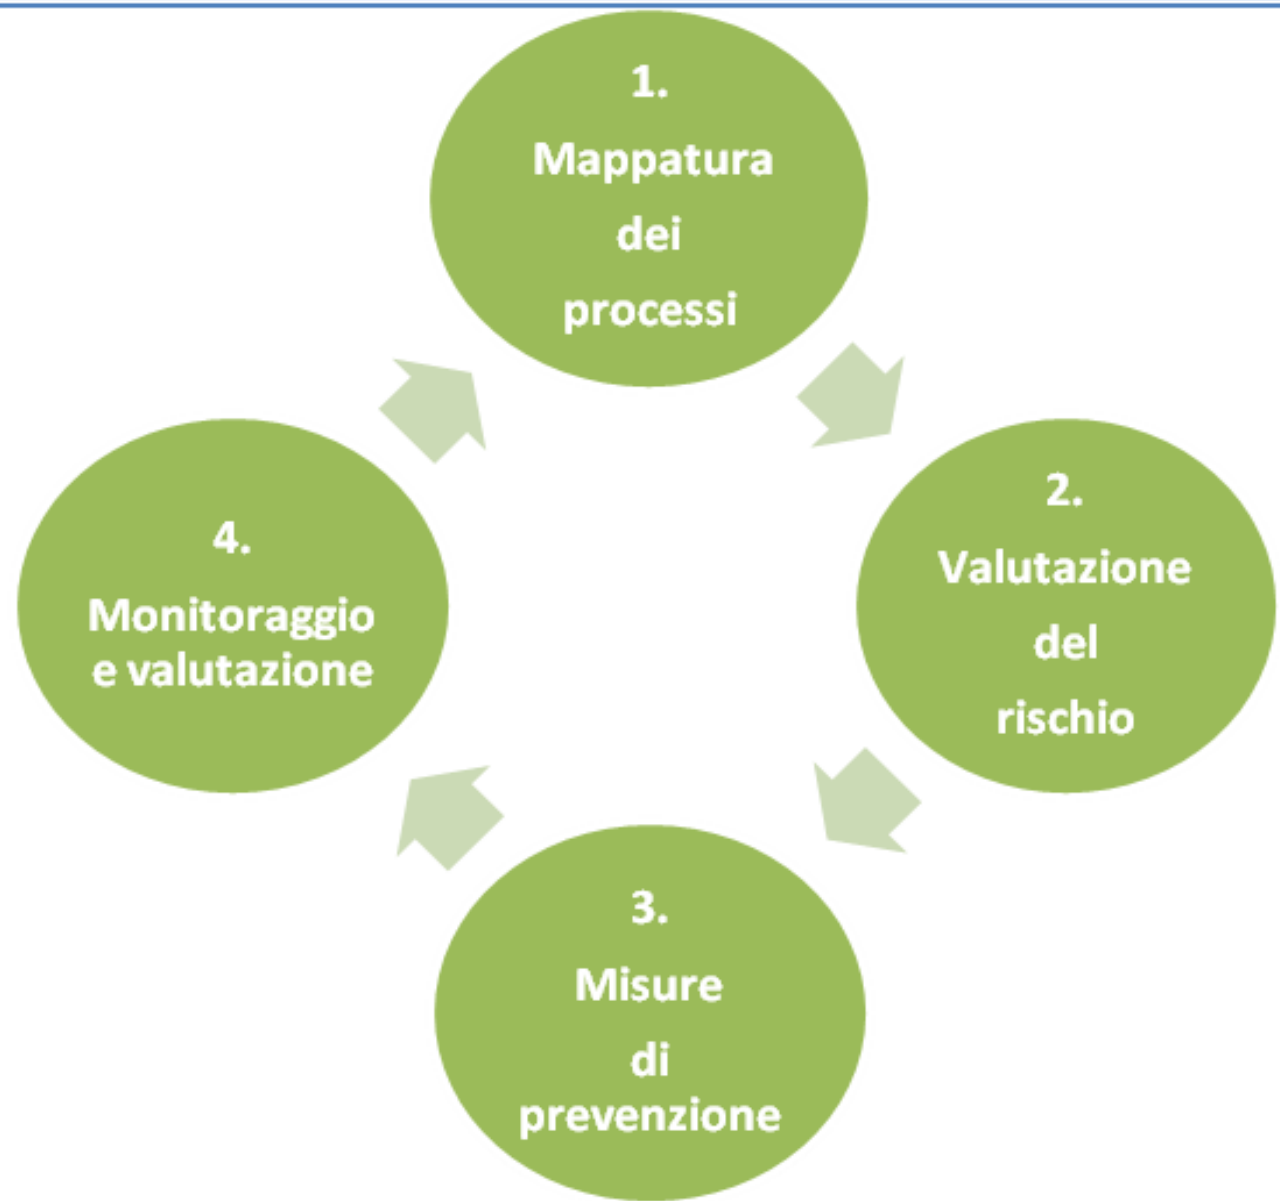 1.
Mappatura
dei
processi
2.
Valutazione
del
rischio
3.
Misure
di
prevenzione
4.
Monitoraggio
e valutazione